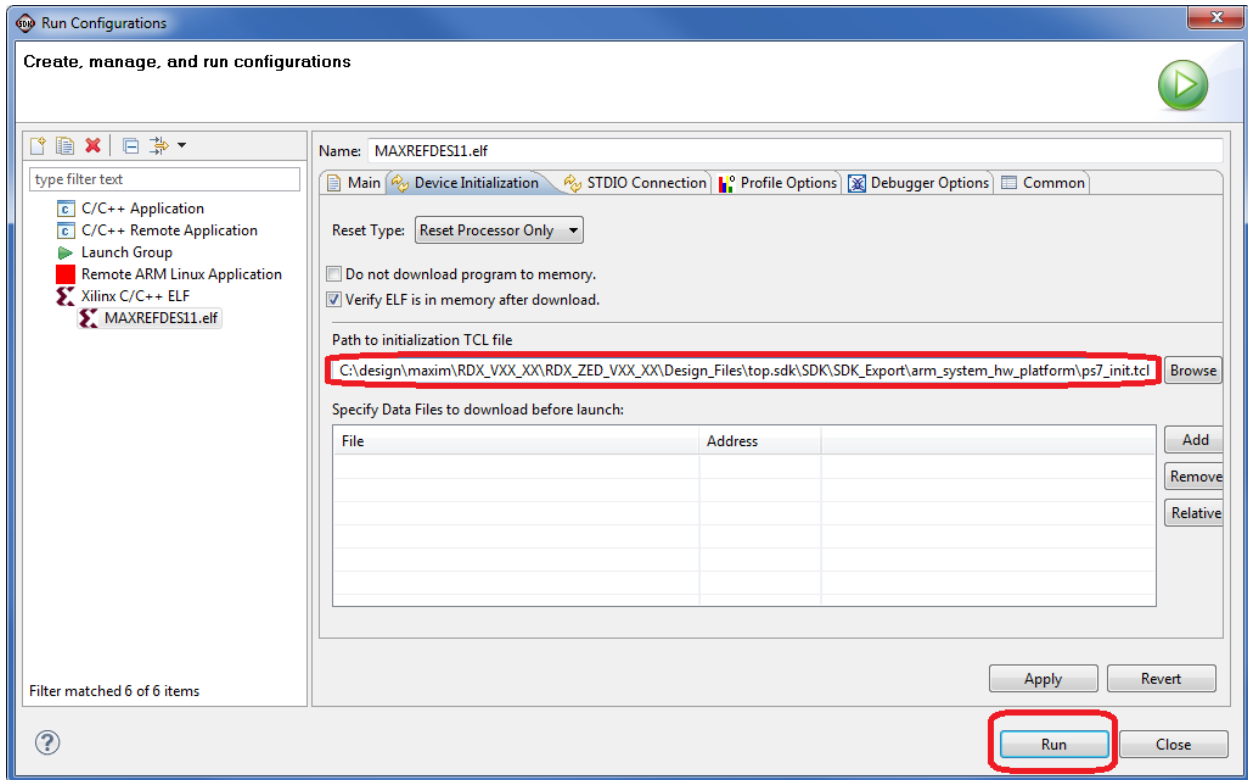 SDK Run Configurations X
Create, manage, and run configurations
Name: MAXREFDES11.elf
type filter text
Main Device Initialization STDIO Connection Profile Options Debugger Options Common
C/C++ Application
C/C++ Remote Application
Launch Group
Remote ARM Linux Application
Xilinx C/C++ ELF
MAXREFDES11.elf
Reset Type: Reset Processor Only
Do not download program to memory.
Verify ELF is in memory after download.
Path to initialization TCL file
C:\design\maxim\RDX_VXX_XX\RDX_ZED_VXX_XX\Design_Files\top.sdk\SDK\SDK_Export\arm_system_hw_platform\ps7_init.tcl Browse
Specify Data Files to download before launch:
File Address Add
Remove
Relative
Apply Revert
Filter matched 6 of 6 items
? Run Close